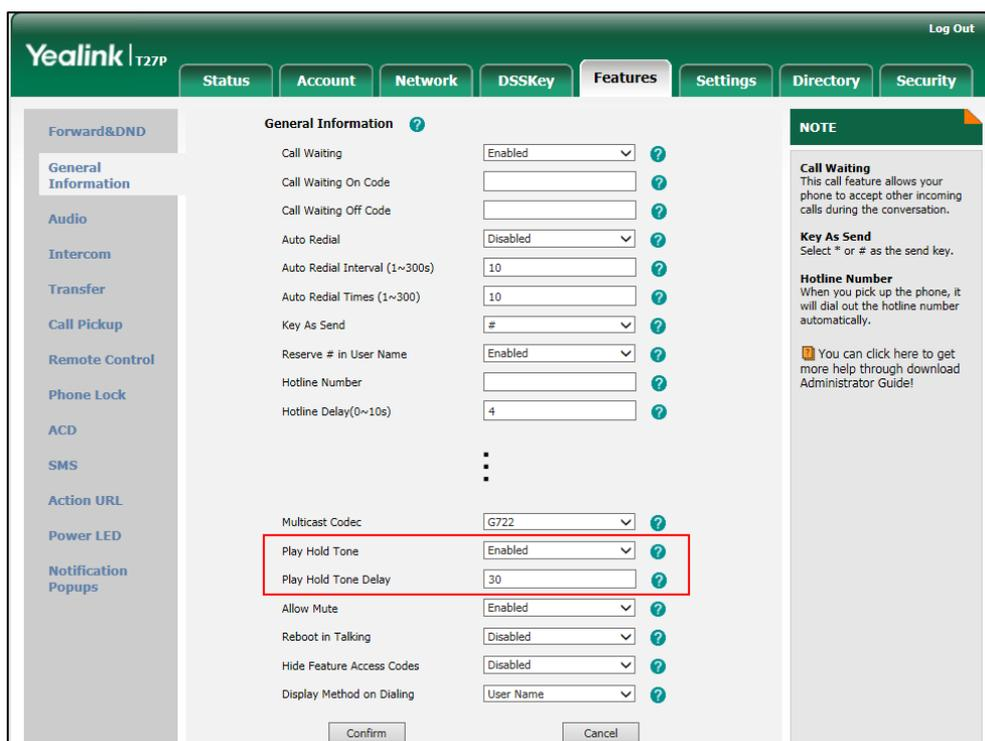 Log Out
Yealink T27P
Status Account Network DSSKey Features Settings Directory Security
Forward&DND
General
Information
Audio
Intercom
Transfer
Call Pickup
Remote Control
Phone Lock
ACD
SMS
Action URL
Power LED
Notification
Popups
General Information ?
Call Waiting Enabled ?
Call Waiting On Code ?
Call Waiting Off Code ?
Auto Redial Disabled ?
Auto Redial Interval (1~300s) 10 ?
Auto Redial Times (1~300) 10 ?
Key As Send # ?
Reserve # in User Name Enabled ?
Hotline Number ?
Hotline Delay(0~10s) 4 ?
Multicast Codec G722 ?
Play Hold Tone Enabled ?
Play Hold Tone Delay 30 ?
Allow Mute Enabled ?
Reboot in Talking Disabled ?
Hide Feature Access Codes Disabled ?
Display Method on Dialing User Name ?
Confirm Cancel
NOTE
Call Waiting
This call feature allows your
phone to accept other incoming
calls during the conversation.
Key As Send
Select * or # as the send key.
Hotline Number
When you pick up the phone, it
will dial out the hotline number
automatically.
? You can click here to get
more help through download
Administrator Guide!